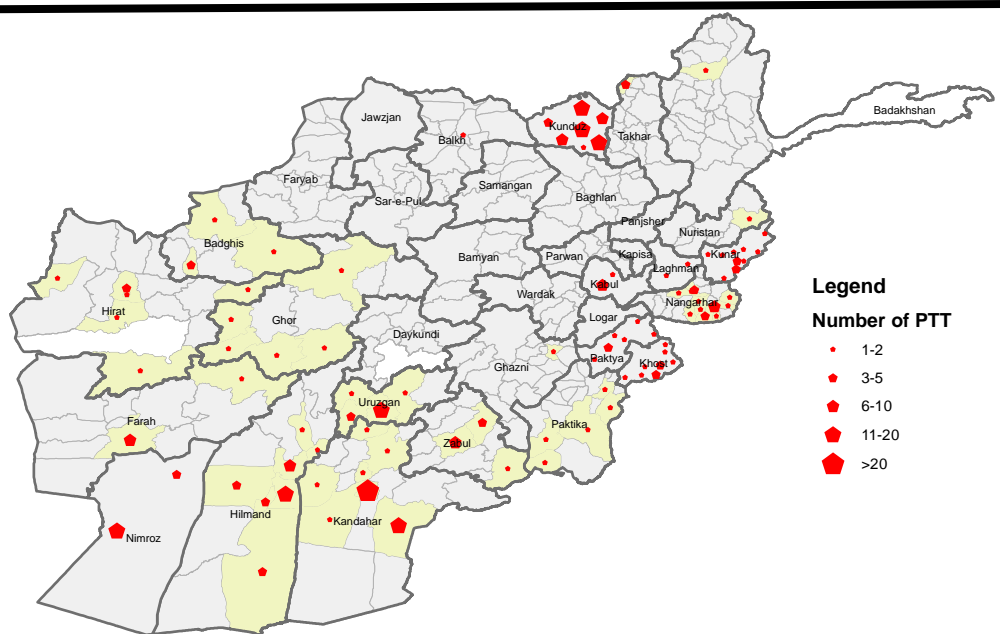 Badakhshan
Jawzjan
Kunduz
Balkh
Takhar
Faryab
Samangan
Sar-e-Pul
Baghlan
Panjsher
Nuristan
Badghis
Bamyan
Parwan
Kapisa
Kunar
Laghman
Kabul
Wardak
Nangarhar
Hirat
Ghor
Logar
Daykundi
Paktya
Khost
Ghazni
Uruzgan
Farah
Paktika
Zabul
Hilmand
Kandahar
Nimroz
Legend
Number of PTT
1-2
3-5
6-10
11-20
>20